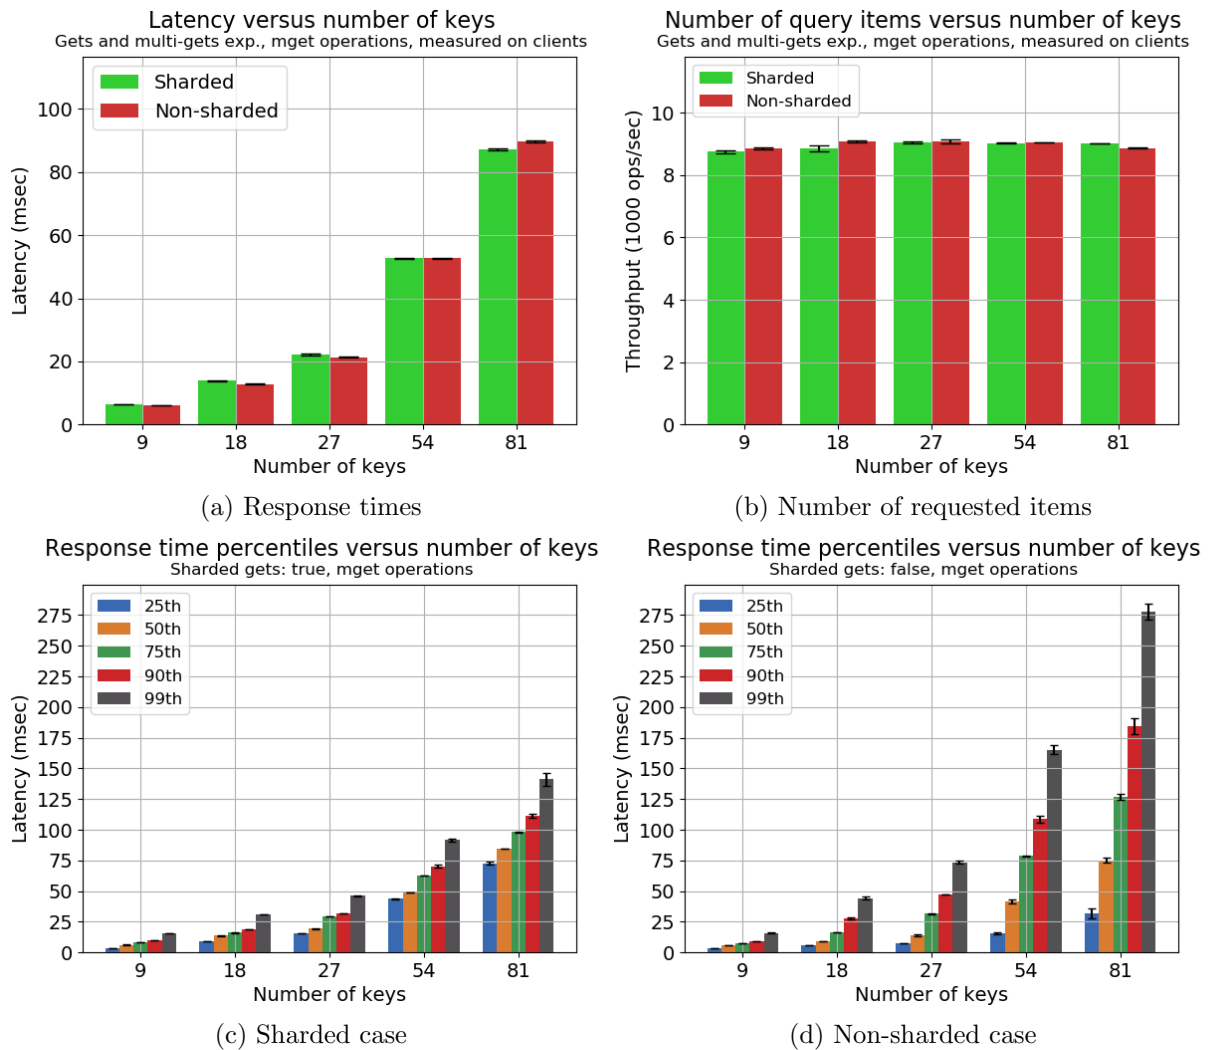 Latency versus number of keys
Gets and multi-gets exp., mget operations, measured on clients
Sharded
Non-sharded
Latency (msec)
100
80
60
40
20
0
9 18 27 54 81
Number of keys
(a) Response times
Number of query items versus number of keys
Gets and multi-gets exp., mget operations, measured on clients
Sharded
Non-sharded
Throughput (1000 ops/sec)
10
8
6
4
2
0
9 18 27 54 81
Number of keys
(b) Number of requested items
Response time percentiles versus number of keys
Sharded gets: true, mget operations
25th
50th
75th
90th
99th
Latency (msec)
275
250
225
200
175
150
125
100
75
50
25
0
9 18 27 54 81
Number of keys
(c) Sharded case
Response time percentiles versus number of keys
Sharded gets: false, mget operations
25th
50th
75th
90th
99th
Latency (msec)
275
250
225
200
175
150
125
100
75
50
25
0
9 18 27 54 81
Number of keys
(d) Non-sharded case